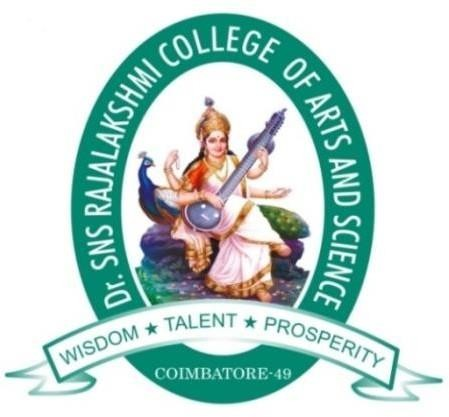 Dr. SNS RAJALAKSHMI COLLEGE OF ARTS AND SCIENCE
WISDOM ★ TALENT ★ PROSPERITY
COIMBATORE-49